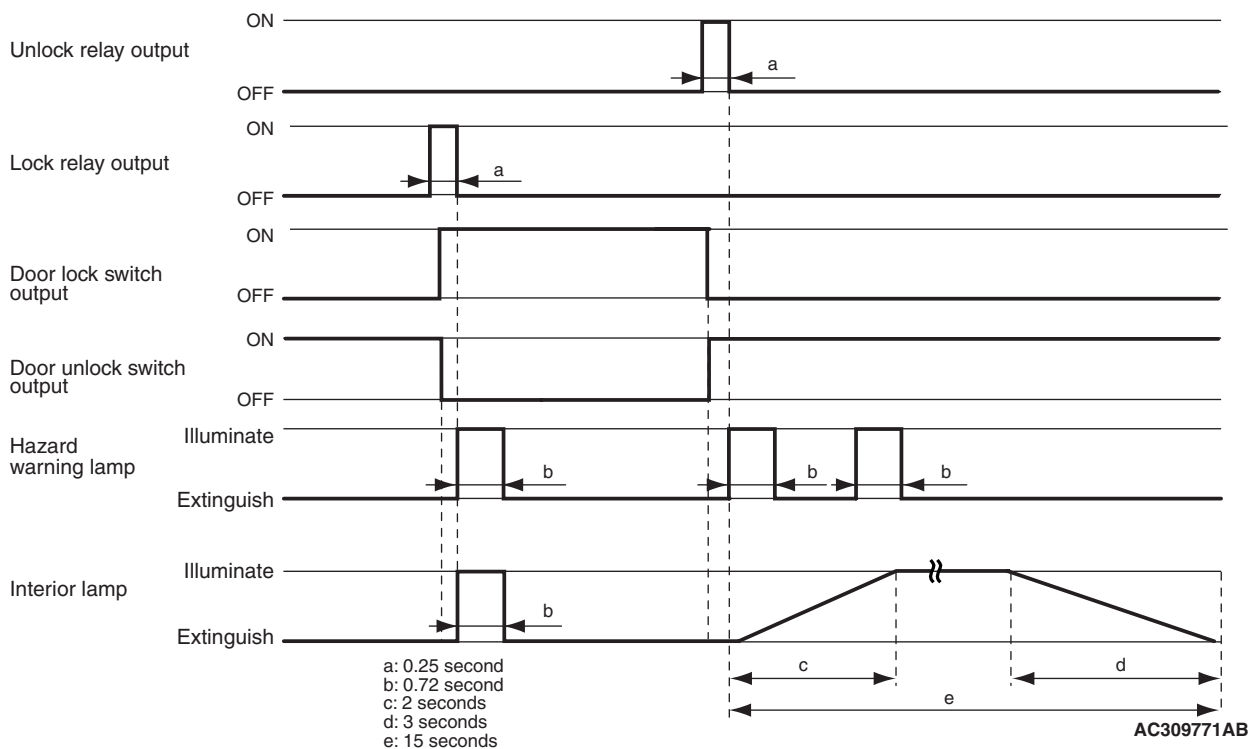 ON
Unlock relay output
a
OFF
ON
Lock relay output
a
OFF
ON
Door lock switch
output
OFF
ON
Door unlock switch
output
OFF
Illuminate
Hazard
warning lamp
b
b
b
Extinguish
Illuminate
Interior lamp
b
Extinguish
c
d
e
a: 0.25 second
b: 0.72 second
c: 2 seconds
d: 3 seconds
e: 15 seconds
AC309771AB